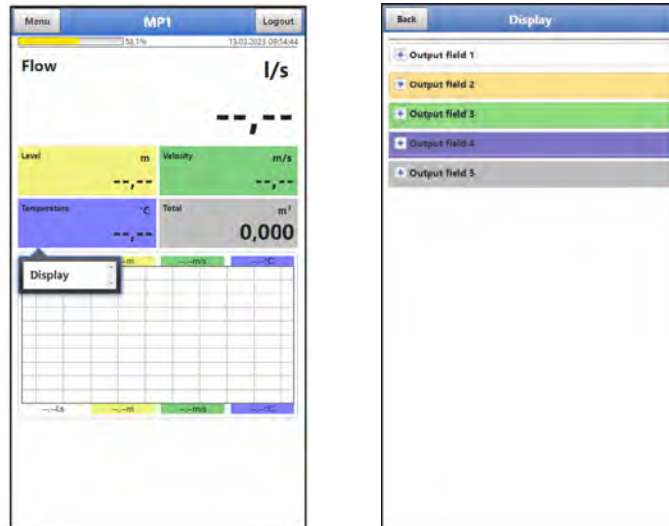 Menu MP1 Logout
53,1% 13.03.2023 09:54:44
Flow l/s
--,--
Level m Velocity m/s
--,-- --,--
Temperature °C Total m³
--,-- 0,000
Display
--.--m --.--m/s --.--°C
--.--l/s --.--m --.--m/s --.--°C
Back Display
Output field 1
Output field 2
Output field 3
Output field 4
Output field 5